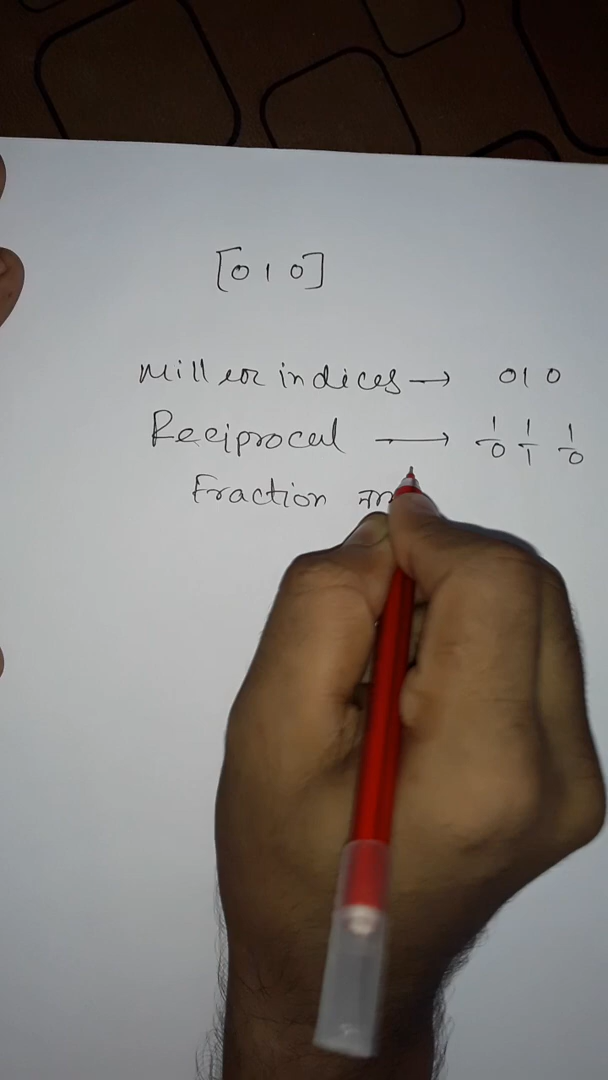 [0 1 0]
Miller indices → 0 1 0
Reciprocal → 1/0 1/1 1/0
Fraction